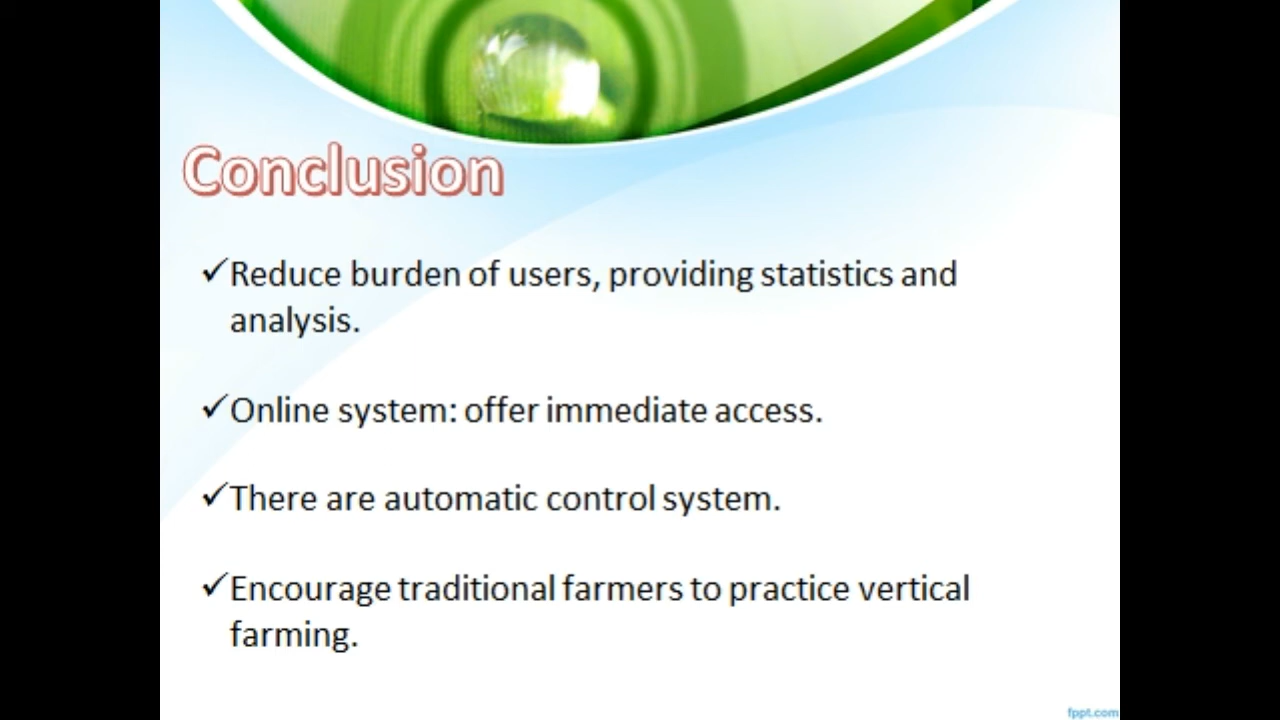 Conclusion
✓Reduce burden of users, providing statistics and
analysis.
✓Online system: offer immediate access.
✓There are automatic control system.
✓Encourage traditional farmers to practice vertical
farming.
fppt.com